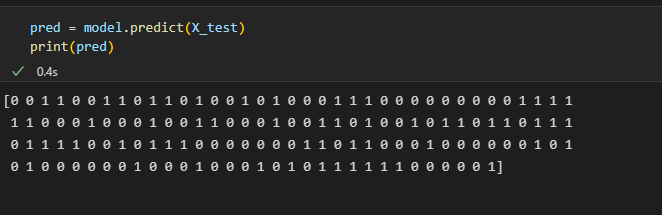 pred = model.predict(X_test)
print(pred)
0.4s
[0 0 1 1 0 0 1 1 0 1 1 0 1 0 0 1 0 1 0 0 0 1 1 1 0 0 0 0 0 0 0 0 0 1 1 1 1
1 1 0 0 0 1 0 0 0 1 0 0 1 1 0 0 0 1 0 0 1 1 0 1 0 0 1 0 1 1 0 1 1 0 1 1 1
0 1 1 1 1 0 0 1 0 1 1 1 0 0 0 0 0 0 0 1 1 0 1 1 0 0 0 1 0 0 0 0 0 0 1 0 1
0 1 0 0 0 0 0 0 1 0 0 0 1 0 0 0 1 0 1 0 1 1 1 1 1 1 0 0 0 0 0 1]